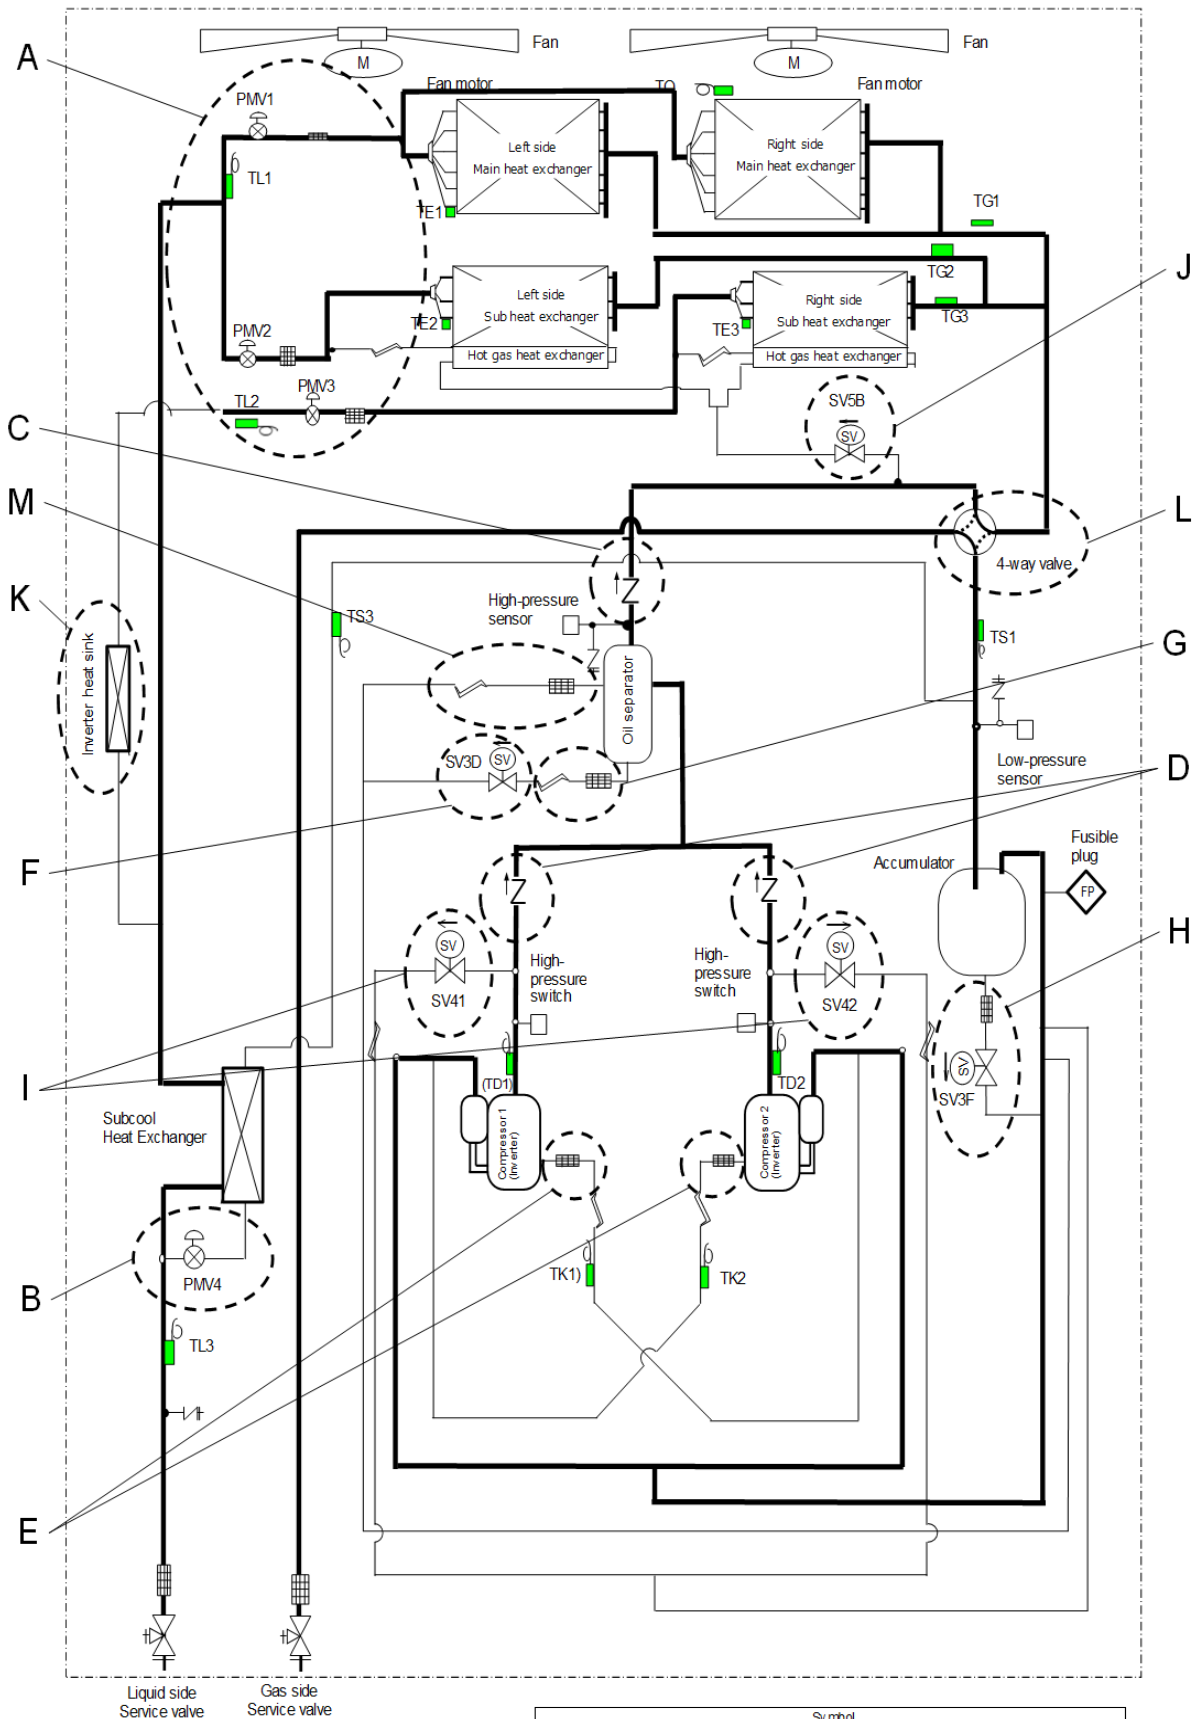 Fan
Fan
A
M
M
Fan motor
TO
Fan motor
PMV1
Left side
Main heat exchanger
Right side
Main heat exchanger
TL1
TE1
TG1
TG2
J
Left side
Sub heat exchanger
Right side
Sub heat exchanger
TG3
PMV2
TE2
TE3
Hot gas heat exchanger
Hot gas heat exchanger
PMV3
TL2
SV5B
SV
C
M
L
4-way valve
K
Inverter heat sink
TS3
High-pressure
sensor
TS1
G
Oil separator
SV3D
SV
Low-pressure
sensor
D
F
Fusible
plug
FP
Accumulator
H
SV
SV41
High-
pressure
switch
High-
pressure
switch
SV
SV42
I
(TD1)
TD2
SV
SV3F
Subcool
Heat Exchanger
Compressor 1
(Inverter)
Compressor 2
(Inverter)
B
PMV4
TK1)
TK2
TL3
E
Liquid side
Service valve
Gas side
Service valve
Symbol